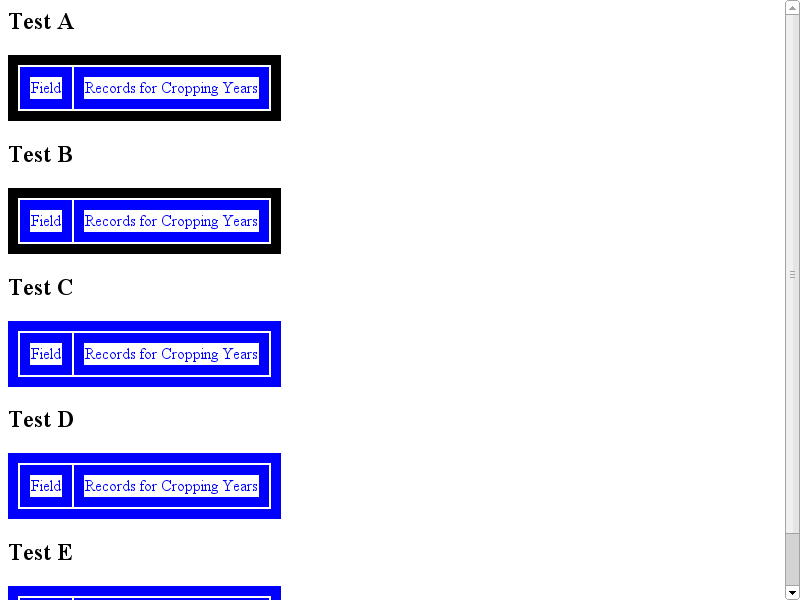 Test A
Field Records for Cropping Years
Test B
Field Records for Cropping Years
Test C
Field Records for Cropping Years
Test D
Field Records for Cropping Years
Test E